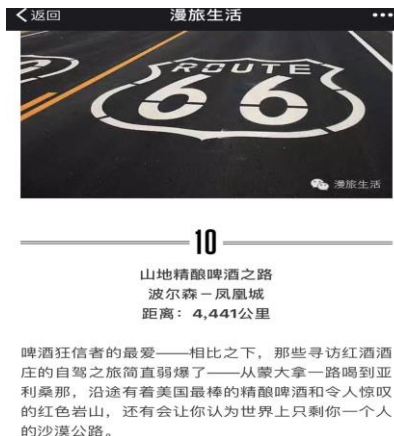 返回 漫旅生活
ROUTE
66
漫旅生活
10
山地精酿啤酒之路
波尔森－凤凰城
距离：4,441公里
啤酒狂信者的最爱——相比之下，那些寻访红酒酒
庄的自驾之旅简直弱爆了——从蒙大拿一路喝到亚
利桑那，沿途有着美国最棒的精酿啤酒和令人惊叹
的红色岩山，还有会让你认为世界上只剩你一个人
的沙漠公路。